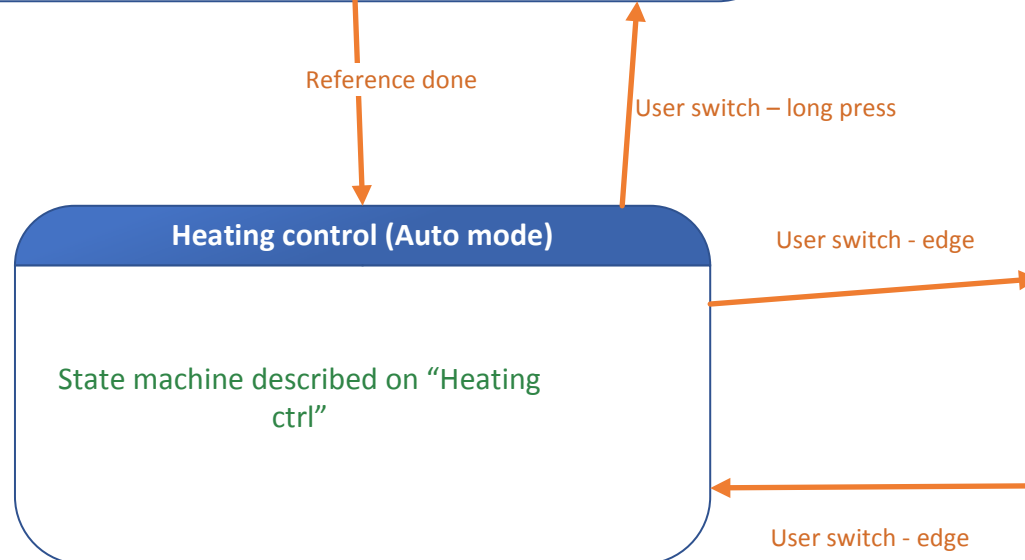 Reference done
User switch – long press
Heating control (Auto mode)
User switch - edge
State machine described on “Heating
ctrl”
User switch - edge